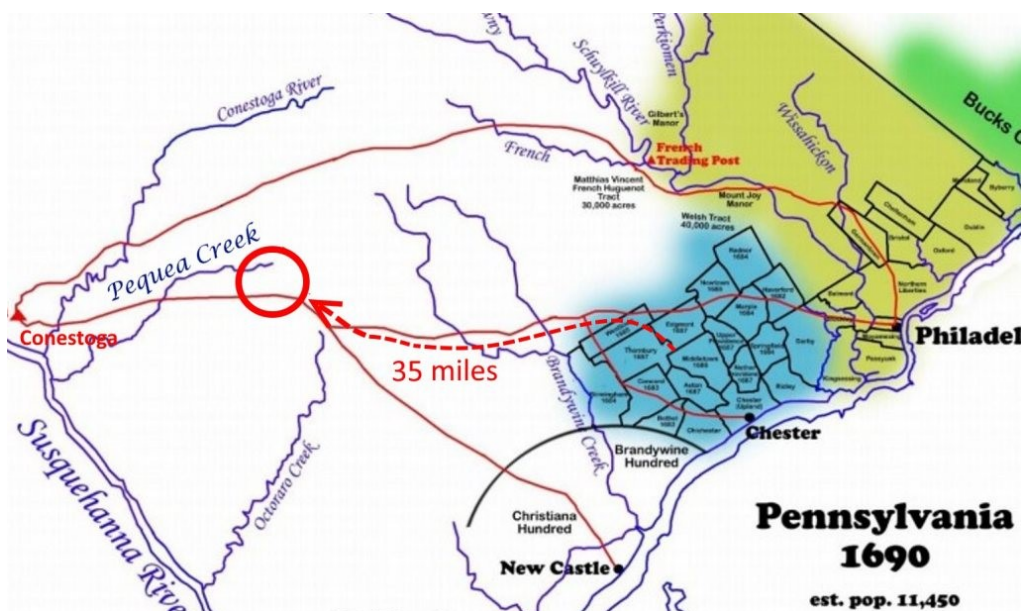 Conestoga River
Pequea Creek
Conestoga
Susquehanna River
Octoraro Creek
35 miles
French
Schuylkill River
Perkiomen
Gilbert's
Manor
French
Trading Post
Matthias Vincent
French Huguenot
Tract
30,000 acres
Mount Joy
Manor
Welsh Tract
40,000 acres
Wissahickon
Bucks
Cheltenham
Bristol
Dublin
Oxford
Byberry
Northern
Liberties
Radnor
1684
Newtown
Haverford
1682
Marple
1684
Edgmont
1687
Upper
Providence
1687
Springfield
Darby
Thornbury
1687
Middletown
Concord
1683
Aston
1687
Ridley
Birmingham
1684
Bethel
1683
Chichester
Chester
(Upland)
Passyunk
Kingsessing
Philadel
Chester
Brandywine
Hundred
Brandywine Creek
Christiana
Hundred
New Castle
Pennsylvania
1690
est. pop. 11,450